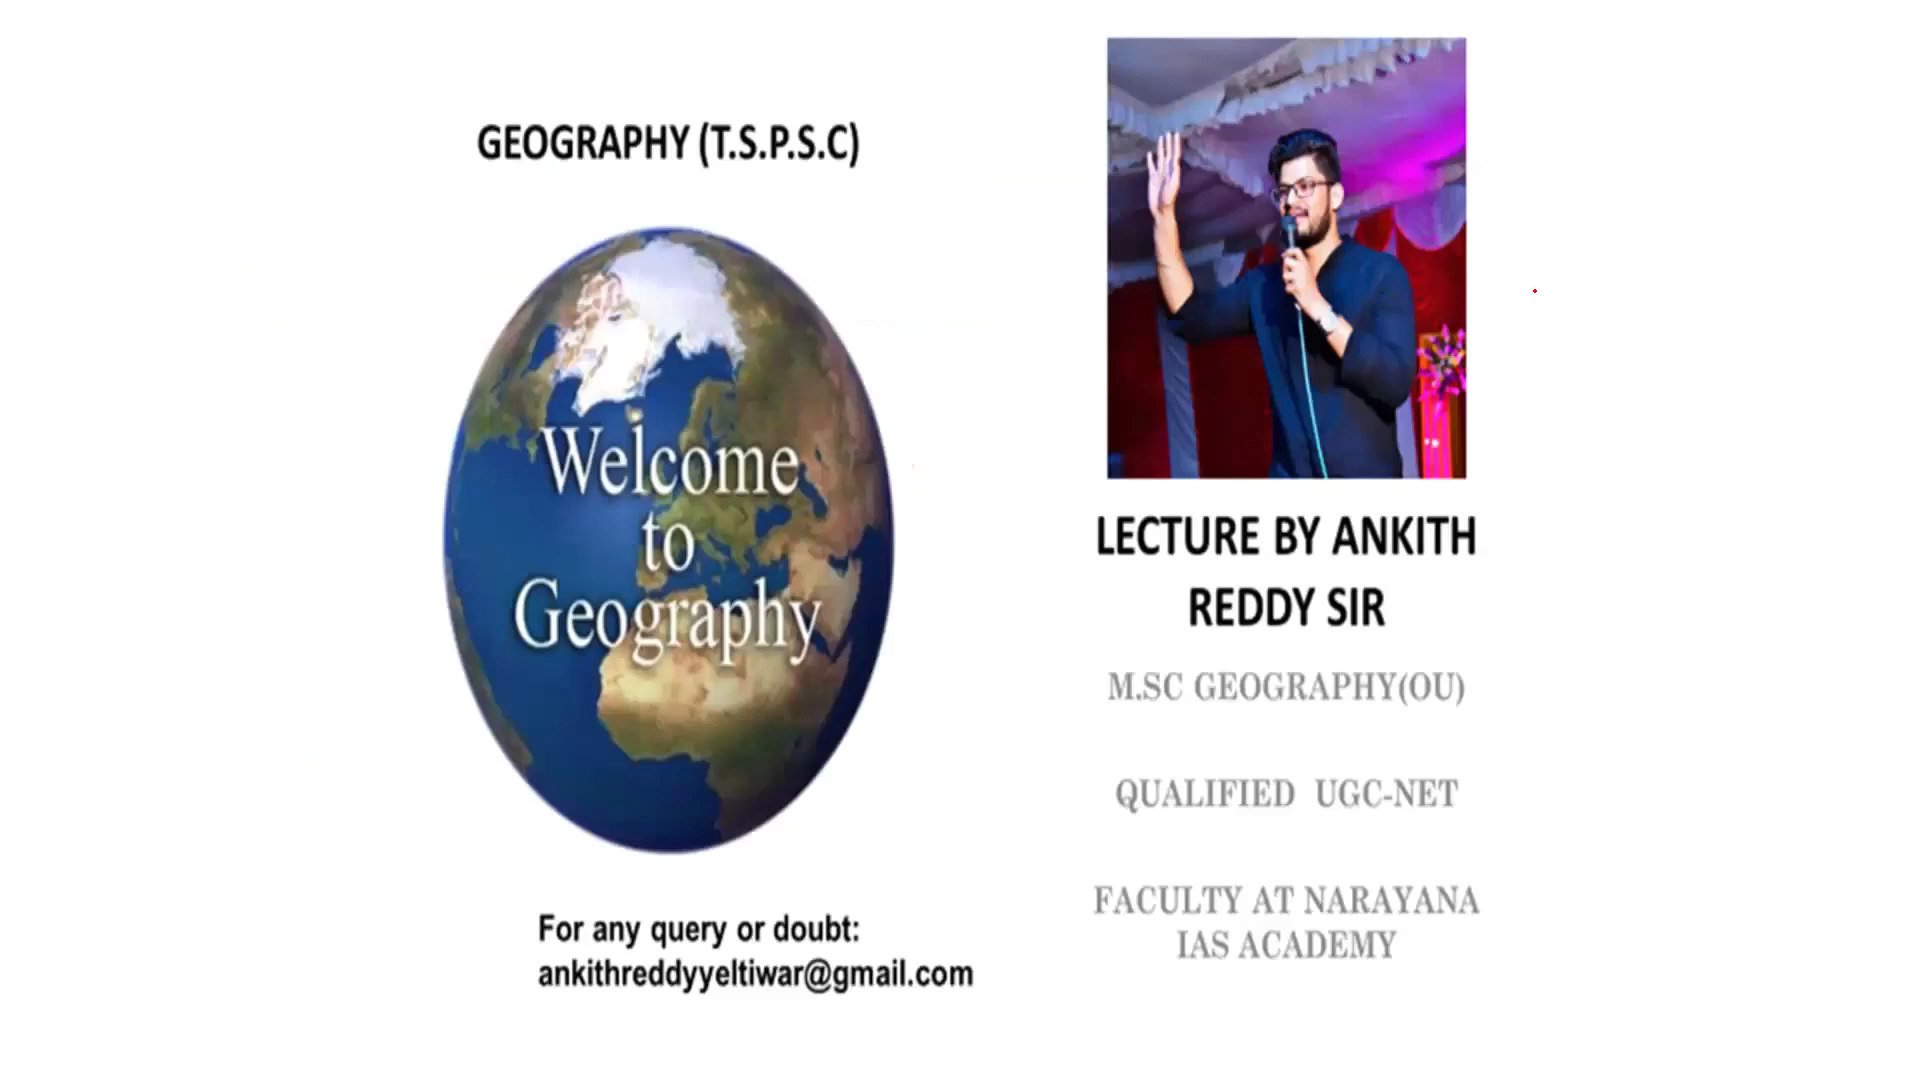 GEOGRAPHY (T.S.P.S.C)
Welcome
to
Geography
For any query or doubt:
ankithreddyyeltiwar@gmail.com
LECTURE BY ANKITH
REDDY SIR
M.SC GEOGRAPHY(OU)
QUALIFIED UGC-NET
FACULTY AT NARAYANA
IAS ACADEMY